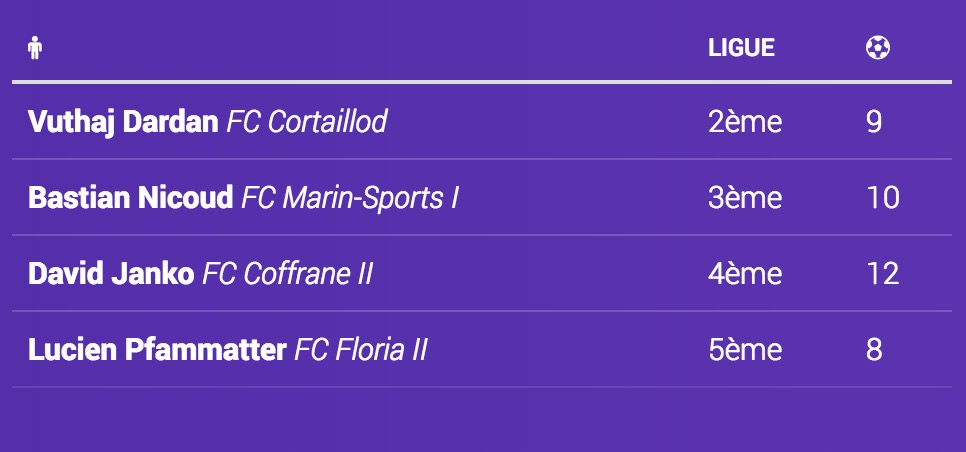 LIGUE
Vuthaj Dardan FC Cortaillod 2ème 9
Bastian Nicoud FC Marin-Sports I 3ème 10
David Janko FC Coffrane II 4ème 12
Lucien Pfammatter FC Floria II 5ème 8